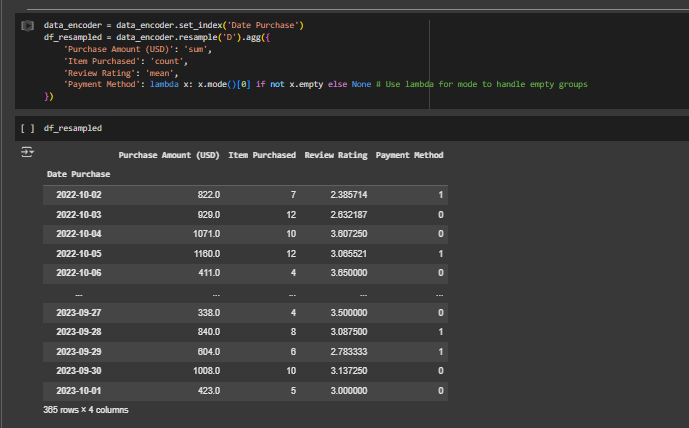 data_encoder = data_encoder.set_index('Date Purchase')
df_resampled = data_encoder.resample('D').agg({
    'Purchase Amount (USD)': 'sum',
    'Item Purchased': 'count',
    'Review Rating': 'mean',
    'Payment Method': lambda x: x.mode()[0] if not x.empty else None # Use lambda for mode to handle empty groups
})
[ ] df_resampled
Purchase Amount (USD) Item Purchased Review Rating Payment Method
Date Purchase
2022-10-02 822.0 7 2.385714 1
2022-10-03 929.0 12 2.632187 0
2022-10-04 1071.0 10 3.607250 0
2022-10-05 1160.0 12 3.065521 1
2022-10-06 411.0 4 3.650000 0
... ... ... ... ...
2023-09-27 338.0 4 3.500000 0
2023-09-28 840.0 8 3.087500 1
2023-09-29 604.0 6 2.783333 1
2023-09-30 1008.0 10 3.137250 0
2023-10-01 423.0 5 3.000000 0
365 rows × 4 columns